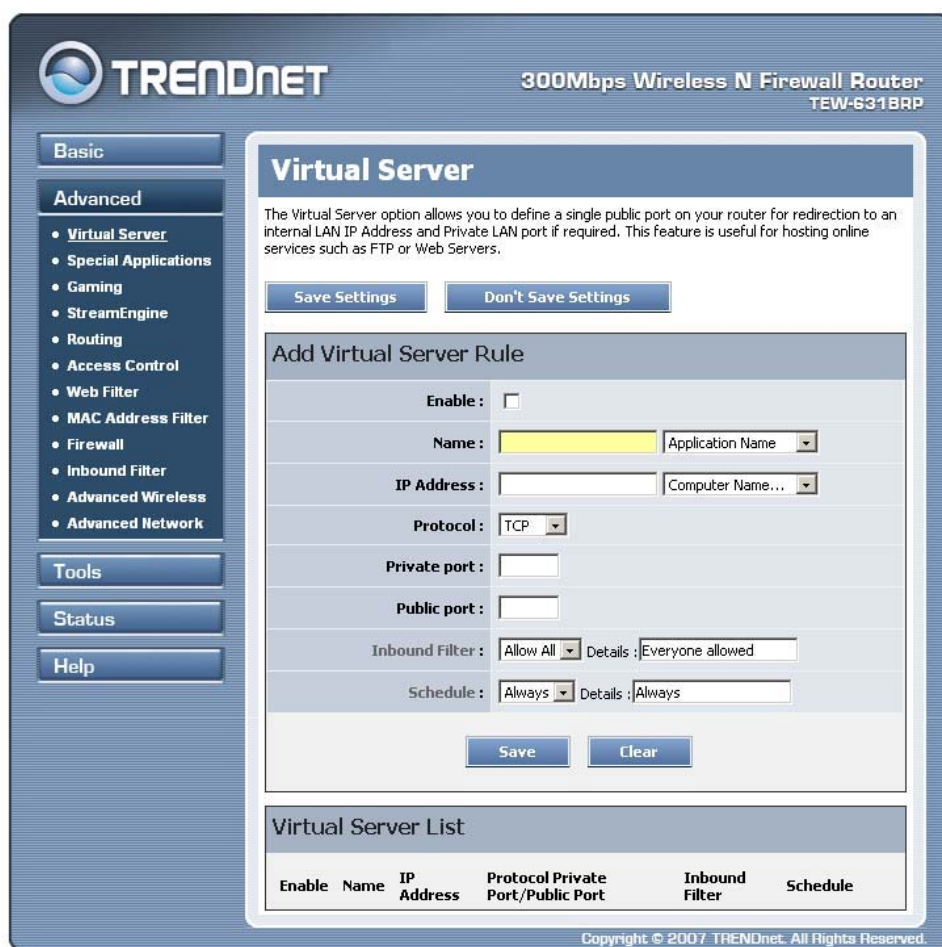 TRENDNET
300Mbps Wireless N Firewall Router
TEW-631BRP
Basic
Advanced
Virtual Server
Special Applications
Gaming
StreamEngine
Routing
Access Control
Web Filter
MAC Address Filter
Firewall
Inbound Filter
Advanced Wireless
Advanced Network
Tools
Status
Help
Virtual Server
The Virtual Server option allows you to define a single public port on your router for redirection to an
internal LAN IP Address and Private LAN port if required. This feature is useful for hosting online
services such as FTP or Web Servers.
Save Settings Don't Save Settings
Add Virtual Server Rule
Enable :
Name : Application Name
IP Address : Computer Name...
Protocol : TCP
Private port :
Public port :
Inbound Filter : Allow All Details : Everyone allowed
Schedule : Always Details : Always
Save Clear
Virtual Server List
Enable Name IP Address Protocol Private Port/Public Port Inbound Filter Schedule
Copyright © 2007 TRENDnet. All Rights Reserved.